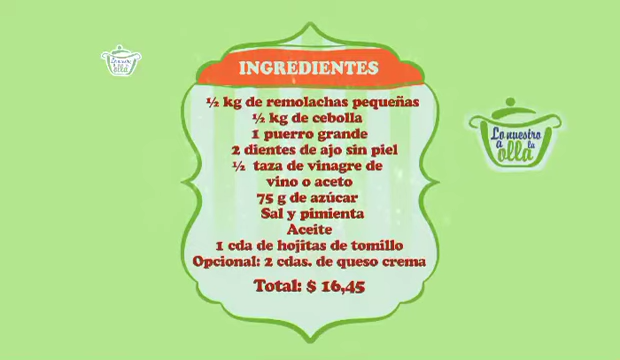 INGREDIENTES
½ kg de remolachas pequeñas
½ kg de cebolla
1 puerro grande
2 dientes de ajo sin piel
½ taza de vinagre de
vino o aceto
75 g de azúcar
Sal y pimienta
Aceite
1 cda de hojitas de tomillo
Opcional: 2 cdas. de queso crema
Total: $ 16,45
Lo nuestro
a la
olla